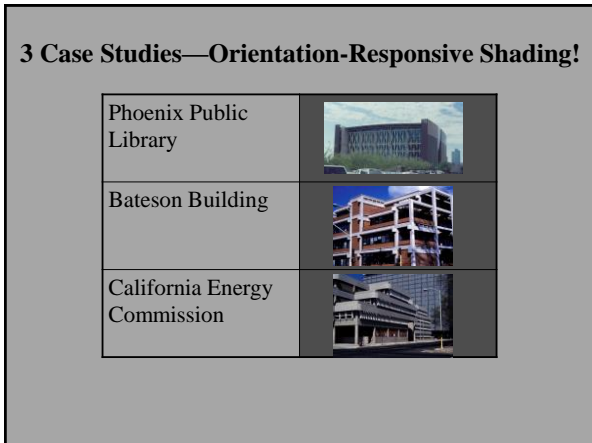 3 Case Studies—Orientation-Responsive Shading!
Phoenix Public
Library
Bateson Building
California Energy
Commission